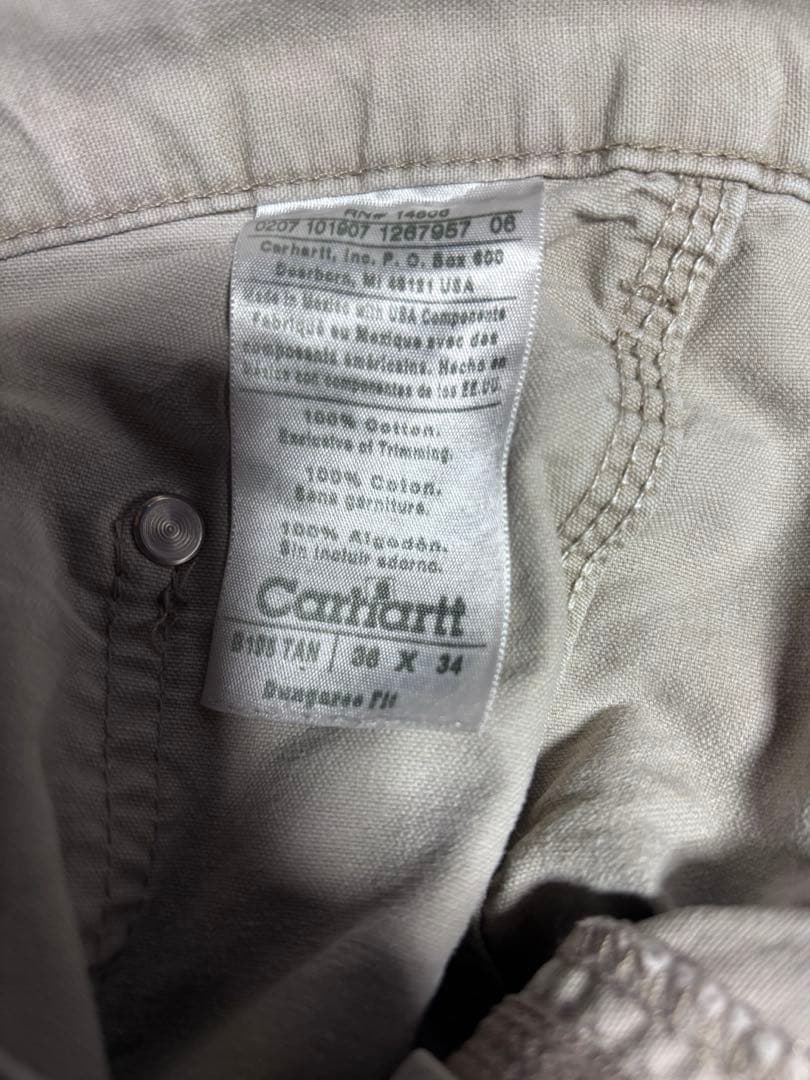 RN# 14806
0207 101907 1267957 06
Carhartt, Inc. P. O. Box 600
Dearborn, MI 48121 USA
Made in Mexico with USA Components
Fabriqué au Mexique avec des
composants américains. Hecho en
con componentes de los EE.UU.
100% Cotton.
Exclusive of Trimming.
100% Coton.
Sans garniture.
100% Algodón.
Sin incluir adorno.
Carhartt
TAN | 36 X 34
Dungaree Fit